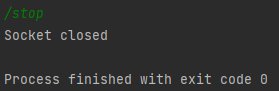 /stop
Socket closed
Process finished with exit code 0